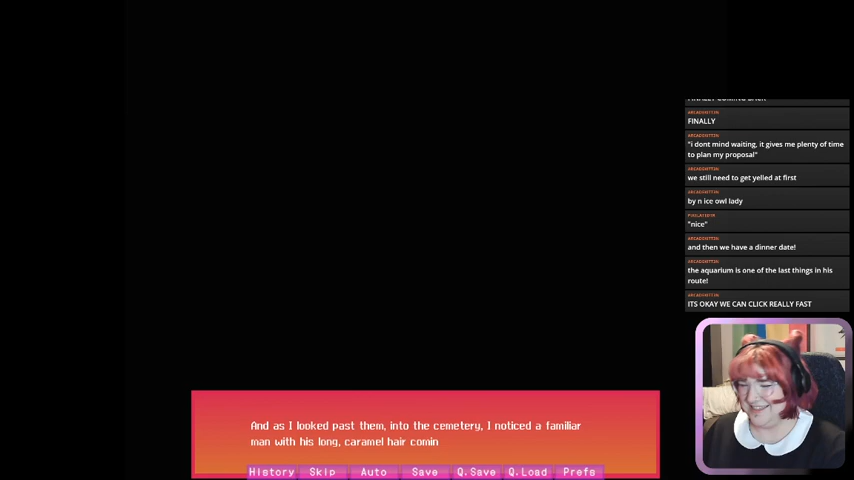 FINALLY
"i dont mind waiting, it gives me plenty of time
to plan my proposal"
we still need to get yelled at first
by n ice owl lady
"nice"
and then we have a dinner date!
the aquarium is one of the last things in his
route!
ITS OKAY WE CAN CLICK REALLY FAST
And as I looked past them, into the cemetery, I noticed a familiar
man with his long, caramel hair comin
History Skip Auto Save Q.Save Q.Load Prefs